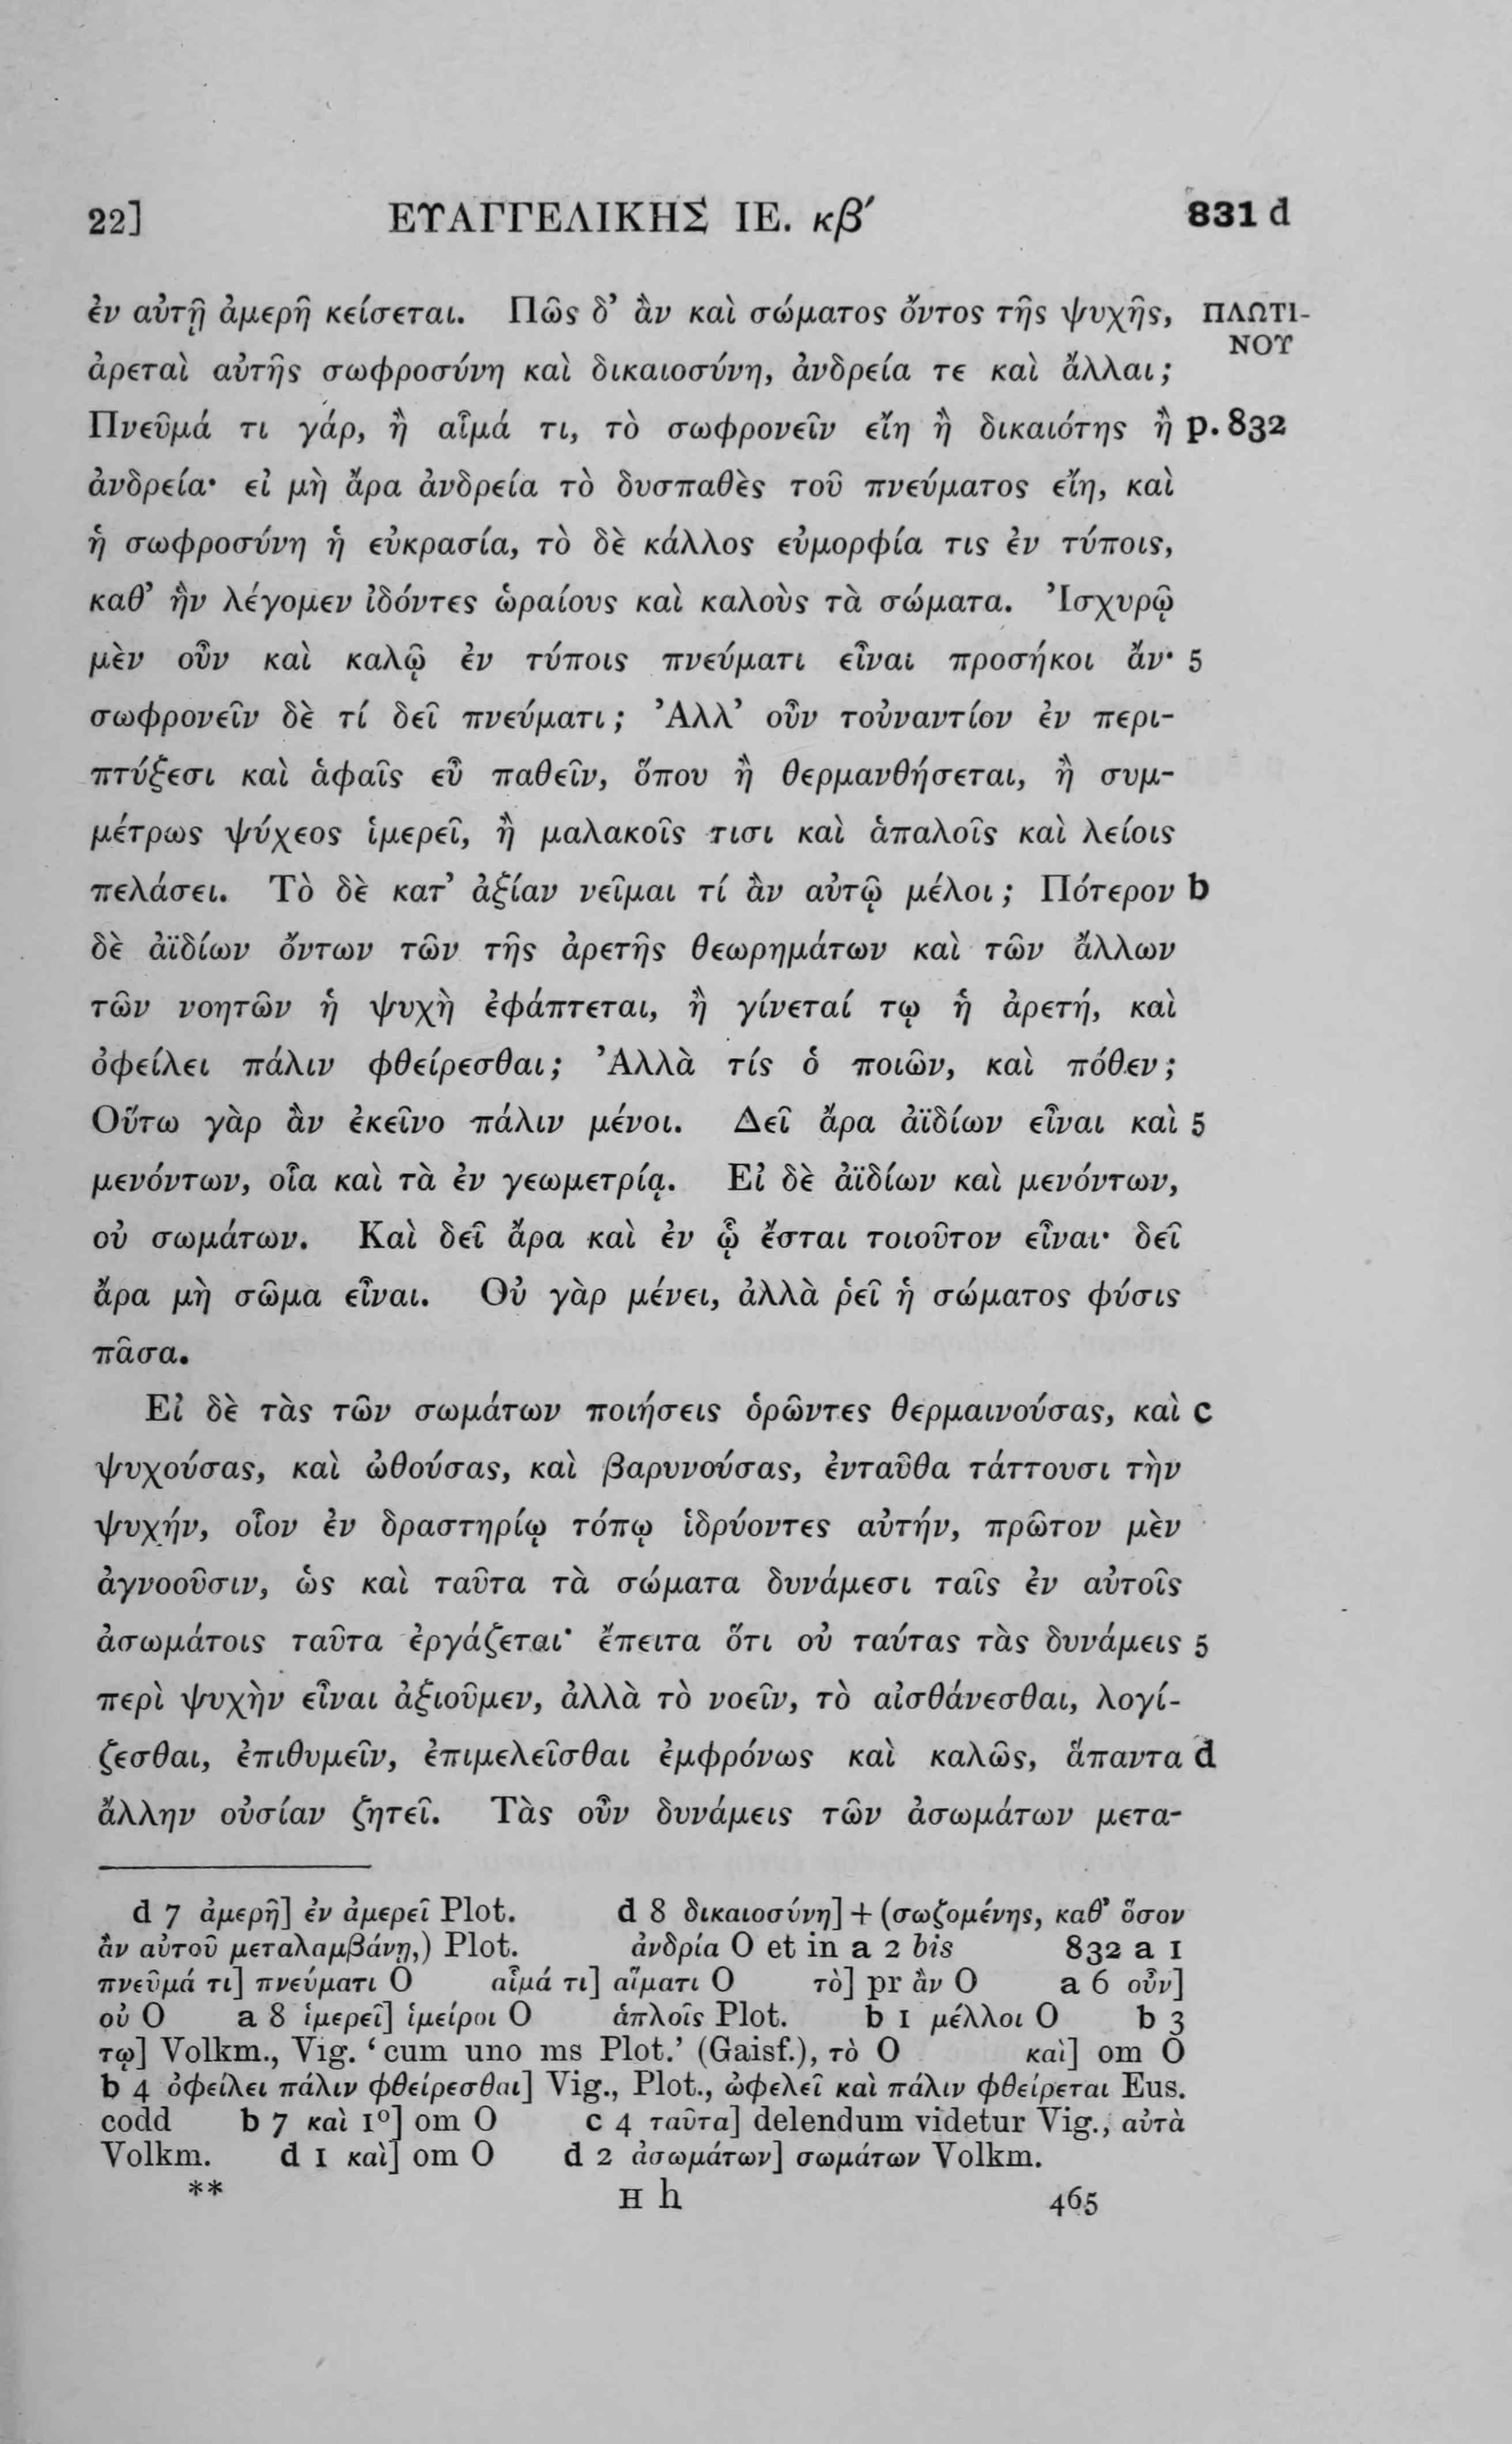 22] ΕΥΑΓΓΕΛΙΚΗΣ ΙΕ. κβ′ 831 d
ἐν αὐτῇ ἀμερῆ κείσεται. Πῶς δ’ ἂν καὶ σώματος ὄντος τῆς ψυχῆς, ΠΛΩΤΙ-
ΝΟΥ
ἀρεταὶ αὐτῆς σωφροσύνη καὶ δικαιοσύνη, ἀνδρεία τε καὶ ἄλλαι;
Πνεῦμά τι γάρ, ἢ αἷμά τι, τὸ σωφρονεῖν εἴη ἢ δικαιότης ἢ p. 832
ἀνδρεία· εἰ μὴ ἄρα ἀνδρεία τὸ δυσπαθὲς τοῦ πνεύματος εἴη, καὶ
ἡ σωφροσύνη ἡ εὐκρασία, τὸ δὲ κάλλος εὐμορφία τις ἐν τύποις,
καθ’ ἣν λέγομεν ἰδόντες ὡραίους καὶ καλοὺς τὰ σώματα. Ἰσχυρῷ
μὲν οὖν καὶ καλῷ ἐν τύποις πνεύματι εἶναι προσήκοι ἄν· 5
σωφρονεῖν δὲ τί δεῖ πνεύματι; Ἀλλ’ οὖν τοὐναντίον ἐν περι-
πτύξεσι καὶ ἁφαῖς εὖ παθεῖν, ὅπου ἢ θερμανθήσεται, ἢ συμ-
μέτρως ψύχεος ἱμερεῖ, ἢ μαλακοῖς τισι καὶ ἁπαλοῖς καὶ λείοις
πελάσει. Τὸ δὲ κατ’ ἀξίαν νεῖμαι τί ἂν αὐτῷ μέλοι; Πότερον b
δὲ ἀϊδίων ὄντων τῶν τῆς ἀρετῆς θεωρημάτων καὶ τῶν ἄλλων
τῶν νοητῶν ἡ ψυχὴ ἐφάπτεται, ἢ γίνεταί τῳ ἡ ἀρετή, καὶ
ὀφείλει πάλιν φθείρεσθαι; Ἀλλὰ τίς ὁ ποιῶν, καὶ πόθεν;
Οὕτω γὰρ ἂν ἐκεῖνο πάλιν μένοι. Δεῖ ἄρα ἀϊδίων εἶναι καὶ 5
μενόντων, οἷα καὶ τὰ ἐν γεωμετρίᾳ. Εἰ δὲ ἀϊδίων καὶ μενόντων,
οὐ σωμάτων. Καὶ δεῖ ἄρα καὶ ἐν ᾧ ἔσται τοιοῦτον εἶναι· δεῖ
ἄρα μὴ σῶμα εἶναι. Οὐ γὰρ μένει, ἀλλὰ ῥεῖ ἡ σώματος φύσις
πᾶσα.
Εἰ δὲ τὰς τῶν σωμάτων ποιήσεις ὁρῶντες θερμαινούσας, καὶ c
ψυχούσας, καὶ ὠθούσας, καὶ βαρυνούσας, ἐνταῦθα τάττουσι τὴν
ψυχήν, οἷον ἐν δραστηρίῳ τόπῳ ἱδρύοντες αὐτήν, πρῶτον μὲν
ἀγνοοῦσιν, ὡς καὶ ταῦτα τὰ σώματα δυνάμεσι ταῖς ἐν αὐτοῖς
ἀσωμάτοις ταῦτα ἐργάζεται· ἔπειτα ὅτι οὐ ταύτας τὰς δυνάμεις 5
περὶ ψυχὴν εἶναι ἀξιοῦμεν, ἀλλὰ τὸ νοεῖν, τὸ αἰσθάνεσθαι, λογί-
ζεσθαι, ἐπιθυμεῖν, ἐπιμελεῖσθαι ἐμφρόνως καὶ καλῶς, ἅπαντα d
ἄλλην οὐσίαν ζητεῖ. Τὰς οὖν δυνάμεις τῶν ἀσωμάτων μετα-
d 7 ἀμερῆ] ἐν ἀμερεῖ Plot. d 8 δικαιοσύνη] + (σωζομένης, καθ’ ὅσον
ἂν αὐτοῦ μεταλαμβάνῃ,) Plot. ἀνδρία O et in a 2 bis 832 a 1
πνεῦμά τι] πνεύματι O αἷμά τι] αἵματι O τὸ] pr ἂν O a 6 οὖν]
οὐ O a 8 ἱμερεῖ] ἱμείροι O ἁπλοῖς Plot. b 1 μέλλοι O b 3
τῳ] Volkm., Vig. ‘cum uno ms Plot.’ (Gaisf.), τὸ O καὶ] om O
b 4 ὀφείλει πάλιν φθείρεσθαι] Vig., Plot., ὠφελεῖ καὶ πάλιν φθείρεται Eus.
codd b 7 καὶ 1º] om O c 4 ταῦτα] delendum videtur Vig., αὐτὰ
Volkm. d 1 καὶ] om O d 2 ἀσωμάτων] σωμάτων Volkm.
** H h 465